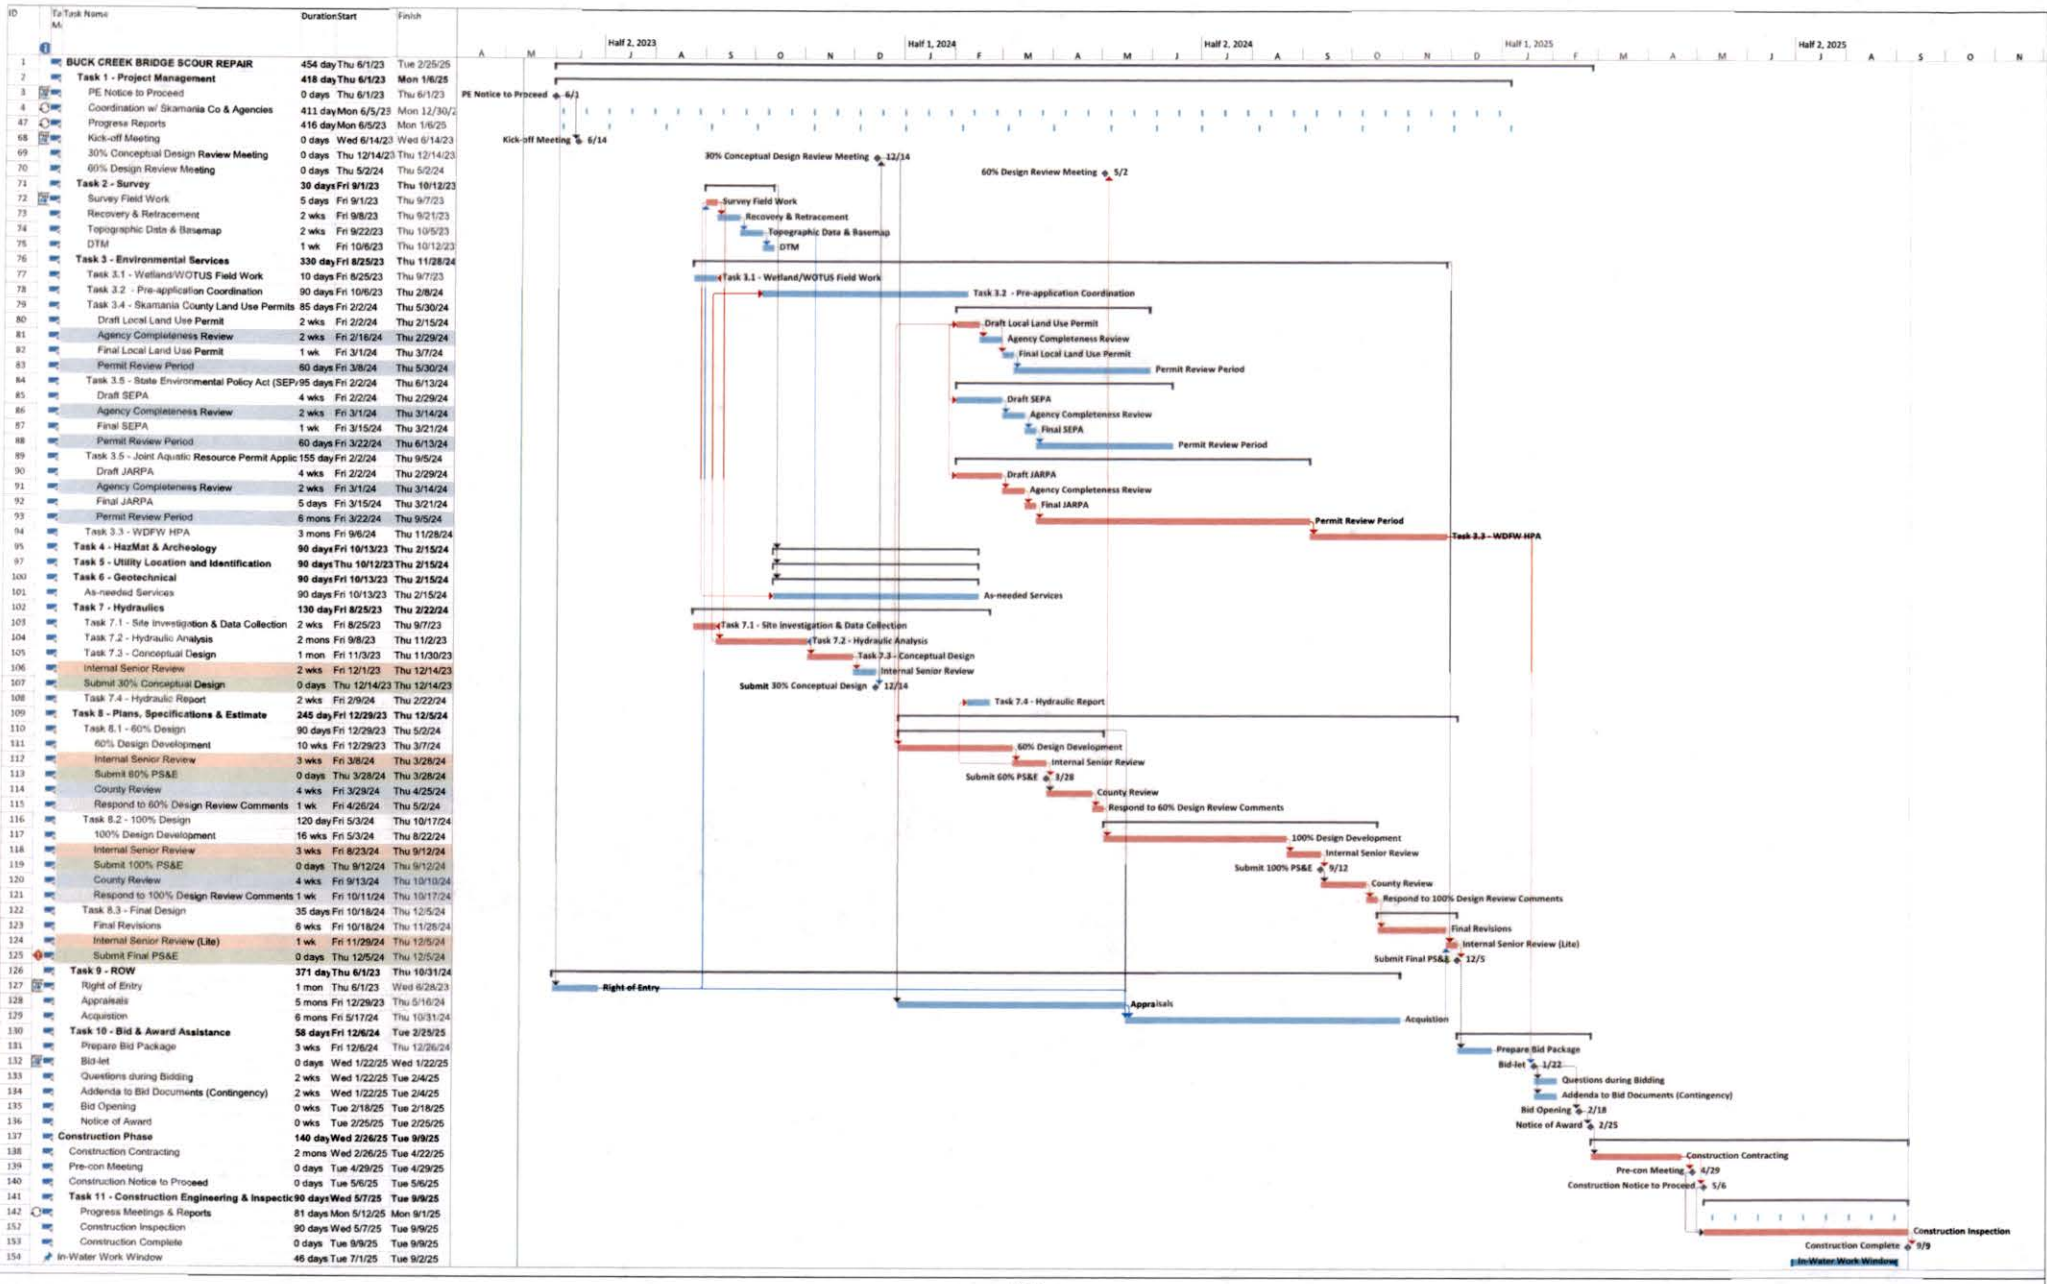 ID Ta Task Name Duration Start Finish
M
Half 2, 2023 Half 1, 2024 Half 2, 2024 Half 1, 2025 Half 2, 2025
A M J J A S O N D J F M A M J J A S O N D J F M A M J J A S O N
1 BUCK CREEK BRIDGE SCOUR REPAIR 454 day Thu 6/1/23 Tue 2/25/25
2 Task 1 - Project Management 418 day Thu 6/1/23 Mon 1/6/25
3 PE Notice to Proceed 0 days Thu 6/1/23 Thu 6/1/23 PE Notice to Proceed 6/1
4 Coordination w/ Skamania Co & Agencies 411 day Mon 6/5/23 Mon 12/30/2
47 Progress Reports 416 day Mon 6/5/23 Mon 1/6/25
68 Kick-off Meeting 0 days Wed 6/14/23 Wed 6/14/23 Kick-off Meeting 6/14
69 30% Conceptual Design Review Meeting 0 days Thu 12/14/23 Thu 12/14/23 30% Conceptual Design Review Meeting 12/14
70 60% Design Review Meeting 0 days Thu 5/2/24 Thu 5/2/24 60% Design Review Meeting 5/2
71 Task 2 - Survey 30 days Fri 9/1/23 Thu 10/12/23
72 Survey Field Work 5 days Fri 9/1/23 Thu 9/7/23 Survey Field Work
73 Recovery & Retracement 2 wks Fri 9/8/23 Thu 9/21/23 Recovery & Retracement
74 Topographic Data & Basemap 2 wks Fri 9/22/23 Thu 10/5/23 Topographic Data & Basemap
75 DTM 1 wk Fri 10/6/23 Thu 10/12/23 DTM
76 Task 3 - Environmental Services 330 day Fri 8/25/23 Thu 11/28/24
77 Task 3.1 - Wetland/WOTUS Field Work 10 days Fri 8/25/23 Thu 9/7/23 Task 3.1 - Wetland/WOTUS Field Work
78 Task 3.2 - Pre-application Coordination 90 days Fri 10/6/23 Thu 2/8/24 Task 3.2 - Pre-application Coordination
79 Task 3.4 - Skamania County Land Use Permits 85 days Fri 2/2/24 Thu 5/30/24
80 Draft Local Land Use Permit 2 wks Fri 2/2/24 Thu 2/15/24 Draft Local Land Use Permit
81 Agency Completeness Review 2 wks Fri 2/16/24 Thu 2/29/24 Agency Completeness Review
82 Final Local Land Use Permit 1 wk Fri 3/1/24 Thu 3/7/24 Final Local Land Use Permit
83 Permit Review Period 60 days Fri 3/8/24 Thu 5/30/24 Permit Review Period
84 Task 3.5 - State Environmental Policy Act (SEP/ 95 days Fri 2/2/24 Thu 6/13/24
85 Draft SEPA 4 wks Fri 2/2/24 Thu 2/29/24 Draft SEPA
86 Agency Completeness Review 2 wks Fri 3/1/24 Thu 3/14/24 Agency Completeness Review
87 Final SEPA 1 wk Fri 3/15/24 Thu 3/21/24 Final SEPA
88 Permit Review Period 60 days Fri 3/22/24 Thu 6/13/24 Permit Review Period
89 Task 3.5 - Joint Aquatic Resource Permit Applic 155 day Fri 2/2/24 Thu 9/5/24
90 Draft JARPA 4 wks Fri 2/2/24 Thu 2/29/24 Draft JARPA
91 Agency Completeness Review 2 wks Fri 3/1/24 Thu 3/14/24 Agency Completeness Review
92 Final JARPA 5 days Fri 3/15/24 Thu 3/21/24 Final JARPA
93 Permit Review Period 6 mons Fri 3/22/24 Thu 9/5/24 Permit Review Period
94 Task 3.3 - WDFW HPA 3 mons Fri 9/6/24 Thu 11/28/24 Task 3.3 - WDFW HPA
95 Task 4 - HazMat & Archeology 90 days Fri 10/13/23 Thu 2/15/24
97 Task 5 - Utility Location and Identification 90 days Thu 10/12/23 Thu 2/15/24
100 Task 6 - Geotechnical 90 days Fri 10/13/23 Thu 2/15/24
101 As-needed Services 90 days Fri 10/13/23 Thu 2/15/24 As-needed Services
102 Task 7 - Hydraulics 130 day Fri 8/25/23 Thu 2/22/24
103 Task 7.1 - Site Investigation & Data Collection 2 wks Fri 8/25/23 Thu 9/7/23 Task 7.1 - Site Investigation & Data Collection
104 Task 7.2 - Hydraulic Analysis 2 mons Fri 9/8/23 Thu 11/2/23 Task 7.2 - Hydraulic Analysis
105 Task 7.3 - Conceptual Design 1 mon Fri 11/3/23 Thu 11/30/23 Task 7.3 - Conceptual Design
106 Internal Senior Review 2 wks Fri 12/1/23 Thu 12/14/23 Internal Senior Review
107 Submit 30% Conceptual Design 0 days Thu 12/14/23 Thu 12/14/23 Submit 30% Conceptual Design 12/14
108 Task 7.4 - Hydraulic Report 2 wks Fri 2/9/24 Thu 2/22/24 Task 7.4 - Hydraulic Report
109 Task 8 - Plans, Specifications & Estimate 245 day Fri 12/29/23 Thu 12/5/24
110 Task 8.1 - 60% Design 90 days Fri 12/29/23 Thu 5/2/24
111 60% Design Development 10 wks Fri 12/29/23 Thu 3/7/24 60% Design Development
112 Internal Senior Review 3 wks Fri 3/8/24 Thu 3/28/24 Internal Senior Review
113 Submit 60% PS&E 0 days Thu 3/28/24 Thu 3/28/24 Submit 60% PS&E 3/28
114 County Review 4 wks Fri 3/29/24 Thu 4/25/24 County Review
115 Respond to 60% Design Review Comments 1 wk Fri 4/26/24 Thu 5/2/24 Respond to 60% Design Review Comments
116 Task 8.2 - 100% Design 120 day Fri 5/3/24 Thu 10/17/24
117 100% Design Development 16 wks Fri 5/3/24 Thu 8/22/24 100% Design Development
118 Internal Senior Review 3 wks Fri 8/23/24 Thu 9/12/24 Internal Senior Review
119 Submit 100% PS&E 0 days Thu 9/12/24 Thu 9/12/24 Submit 100% PS&E 9/12
120 County Review 4 wks Fri 9/13/24 Thu 10/10/24 County Review
121 Respond to 100% Design Review Comments 1 wk Fri 10/11/24 Thu 10/17/24 Respond to 100% Design Review Comments
122 Task 8.3 - Final Design 35 days Fri 10/18/24 Thu 12/5/24
123 Final Revisions 6 wks Fri 10/18/24 Thu 11/28/24 Final Revisions
124 Internal Senior Review (Lite) 1 wk Fri 11/29/24 Thu 12/5/24 Internal Senior Review (Lite)
125 Submit Final PS&E 0 days Thu 12/5/24 Thu 12/5/24 Submit Final PS&E 12/5
126 Task 9 - ROW 371 day Thu 6/1/23 Thu 10/31/24
127 Right of Entry 1 mon Thu 6/1/23 Wed 6/28/23 Right of Entry
128 Appraisals 5 mons Fri 12/29/23 Thu 5/16/24 Appraisals
129 Acquistion 6 mons Fri 5/17/24 Thu 10/31/24 Acquistion
130 Task 10 - Bid & Award Assistance 58 days Fri 12/6/24 Tue 2/25/25
131 Prepare Bid Package 3 wks Fri 12/6/24 Thu 12/26/24 Prepare Bid Package
132 Bid-let 0 days Wed 1/22/25 Wed 1/22/25 Bid-let 1/22
133 Questions during Bidding 2 wks Wed 1/22/25 Tue 2/4/25 Questions during Bidding
134 Addenda to Bid Documents (Contingency) 2 wks Wed 1/22/25 Tue 2/4/25 Addenda to Bid Documents (Contingency)
135 Bid Opening 0 wks Tue 2/18/25 Tue 2/18/25 Bid Opening 2/18
136 Notice of Award 0 wks Tue 2/25/25 Tue 2/25/25 Notice of Award 2/25
137 Construction Phase 140 day Wed 2/26/25 Tue 9/9/25
138 Construction Contracting 2 mons Wed 2/26/25 Tue 4/22/25 Construction Contracting
139 Pre-con Meeting 0 days Tue 4/29/25 Tue 4/29/25 Pre-con Meeting 4/29
140 Construction Notice to Proceed 0 days Tue 5/6/25 Tue 5/6/25 Construction Notice to Proceed 5/6
141 Task 11 - Construction Engineering & Inspectic 90 days Wed 5/7/25 Tue 9/9/25
142 Progress Meetings & Reports 81 days Mon 5/12/25 Mon 9/1/25
152 Construction Inspection 90 days Wed 5/7/25 Tue 9/9/25 Construction Inspection
153 Construction Complete 0 days Tue 9/9/25 Tue 9/9/25 Construction Complete 9/9
154 In-Water Work Window 46 days Tue 7/1/25 Tue 9/2/25 In-Water Work Window